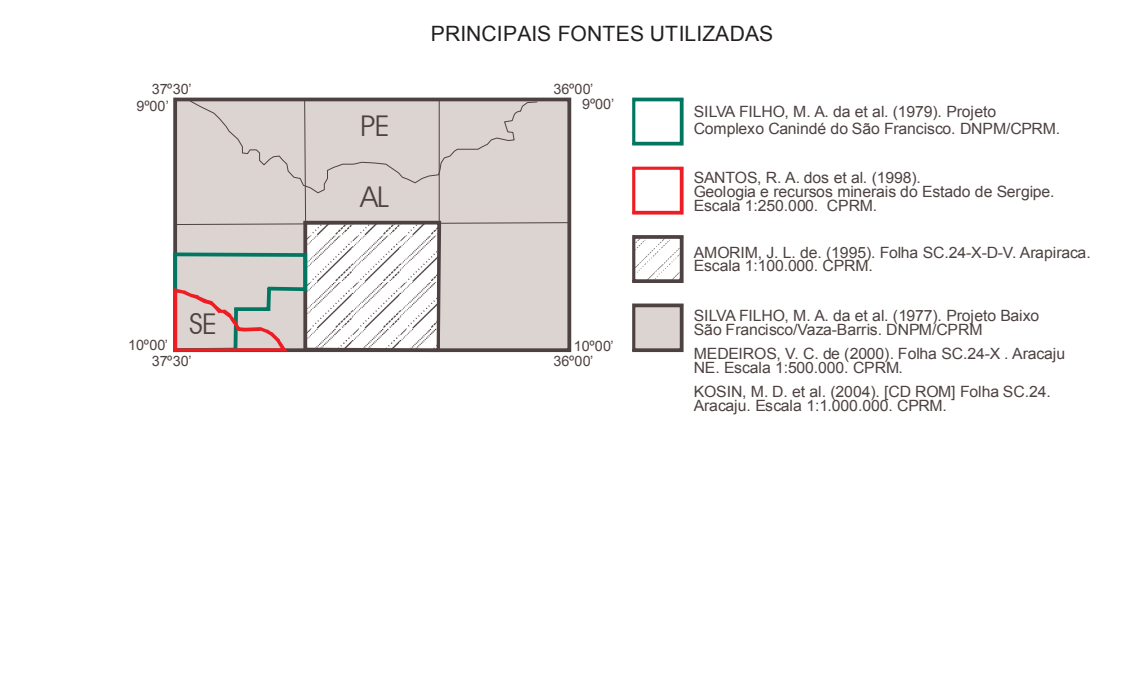 PRINCIPAIS FONTES UTILIZADAS
37º30'
36º00'
9º00'
9º00'
PE
AL
SE
10º00'
10º00'
37º30'
36º00'
SILVA FILHO, M. A. da et al. (1979). Projeto
Complexo Canindé do São Francisco. DNPM/CPRM.
SANTOS, R. A. dos et al. (1998).
Geologia e recursos minerais do Estado de Sergipe.
Escala 1:250.000. CPRM.
AMORIM, J. L. de. (1995). Folha SC.24-X-D-V. Arapiraca.
Escala 1:100.000. CPRM.
SILVA FILHO, M. A. da et al. (1977). Projeto Baixo
São Francisco/Vaza-Barris. DNPM/CPRM
MEDEIROS, V. C. de (2000). Folha SC.24-X . Aracaju
NE. Escala 1:500.000. CPRM.
KOSIN, M. D. et al. (2004). [CD ROM] Folha SC.24.
Aracaju. Escala 1:1.000.000. CPRM.